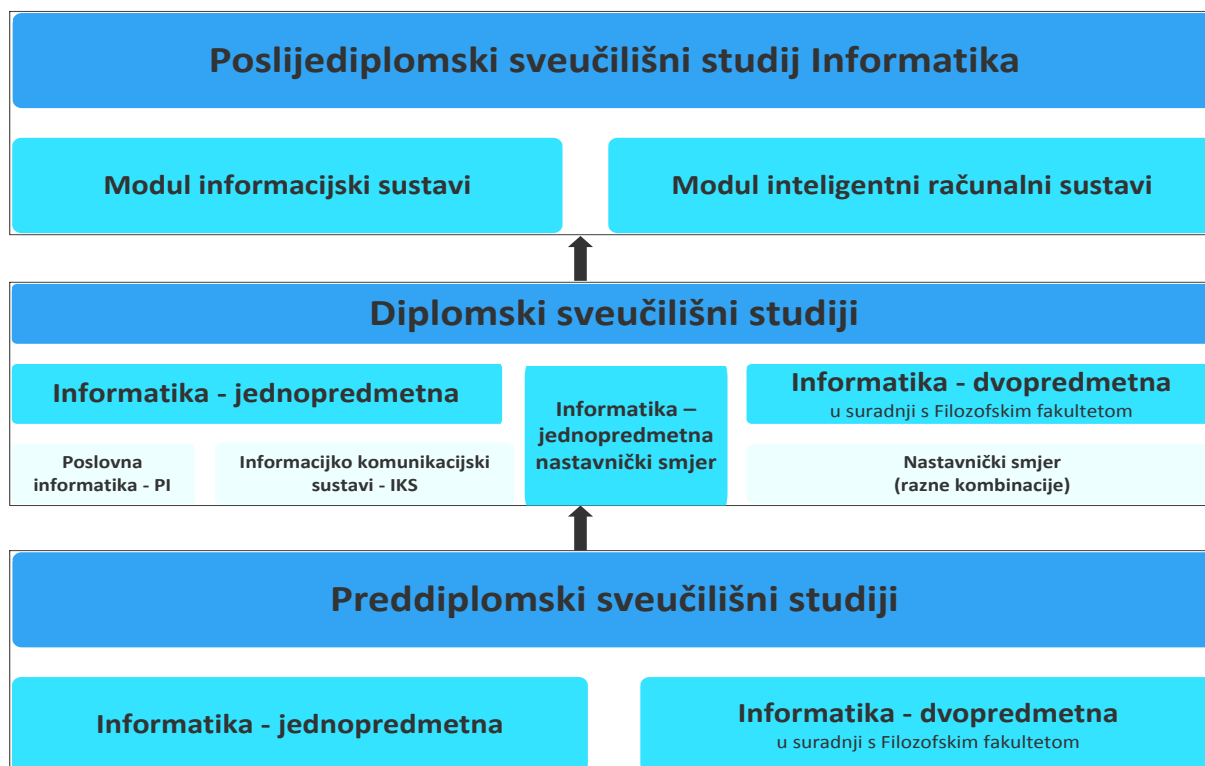 Poslijediplomski sveučilišni studij Informatika
Modul informacijski sustavi
Modul inteligentni računalni sustavi
Diplomski sveučilišni studiji
Informatika - jednopredmetna
Poslovna
informatika - PI
Informacijko komunikacijski
sustavi - IKS
Informatika –
jednopredmetna
nastavnički smjer
Informatika - dvopredmetna
u suradnji s Filozofskim fakultetom
Nastavnički smjer
(razne kombinacije)
Preddiplomski sveučilišni studiji
Informatika - jednopredmetna
Informatika - dvopredmetna
u suradnji s Filozofskim fakultetom